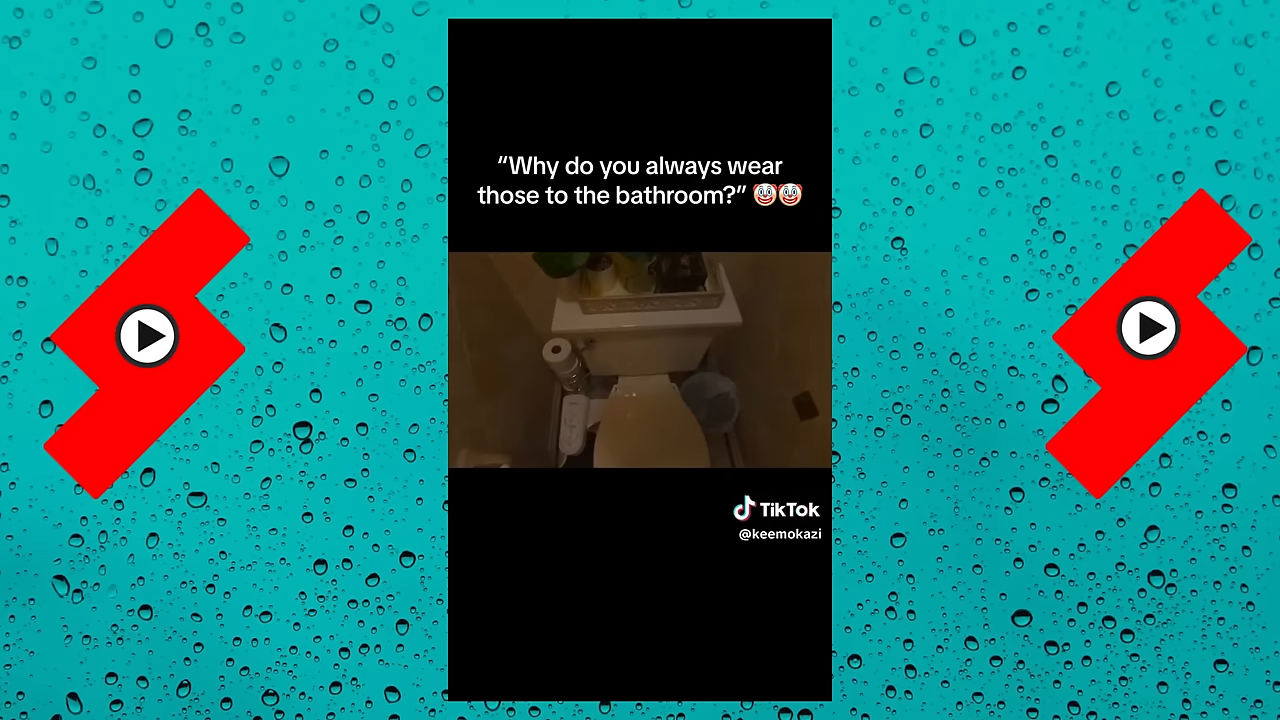 “Why do you always wear
those to the bathroom?” 🤡🤡
TikTok
@keemokazi